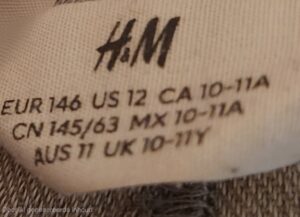 H&M
EUR 146 US 12 CA 10-11A
CN 145/63 MX 10-11A
AUS 11 UK 10-11Y